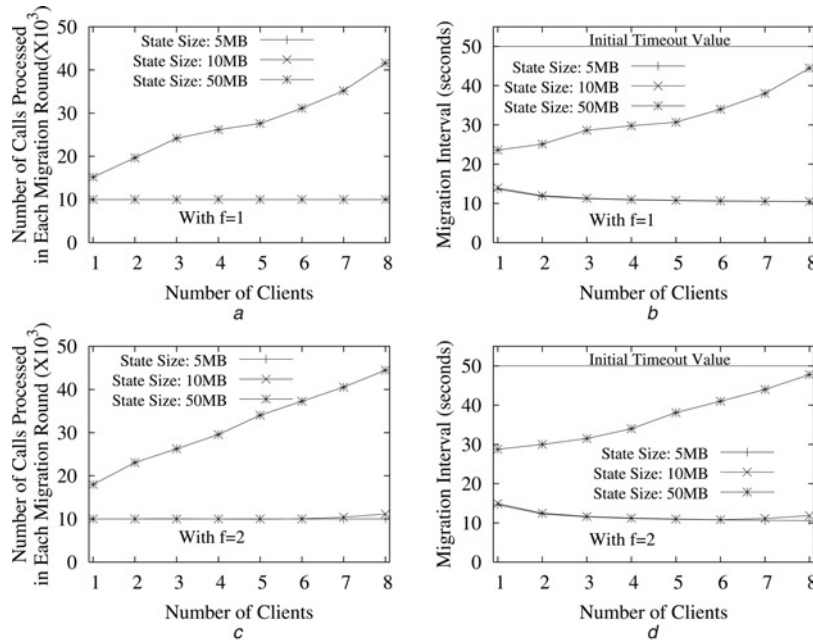 Number of Calls Processed
in Each Migration Round(X10³)
50
40
30
20
10
0
State Size: 5MB
State Size: 10MB
State Size: 50MB
With f=1
1 2 3 4 5 6 7 8
Number of Clients
a
Migration Interval (seconds)
60
50
40
30
20
10
0
Initial Timeout Value
State Size: 5MB
State Size: 10MB
State Size: 50MB
With f=1
1 2 3 4 5 6 7 8
Number of Clients
b
Number of Calls Processed
in Each Migration Round (X10³)
50
40
30
20
10
0
State Size: 5MB
State Size: 10MB
State Size: 50MB
With f=2
1 2 3 4 5 6 7 8
Number of Clients
c
Migration Interval (seconds)
60
50
40
30
20
10
0
Initial Timeout Value
State Size: 5MB
State Size: 10MB
State Size: 50MB
With f=2
1 2 3 4 5 6 7 8
Number of Clients
d